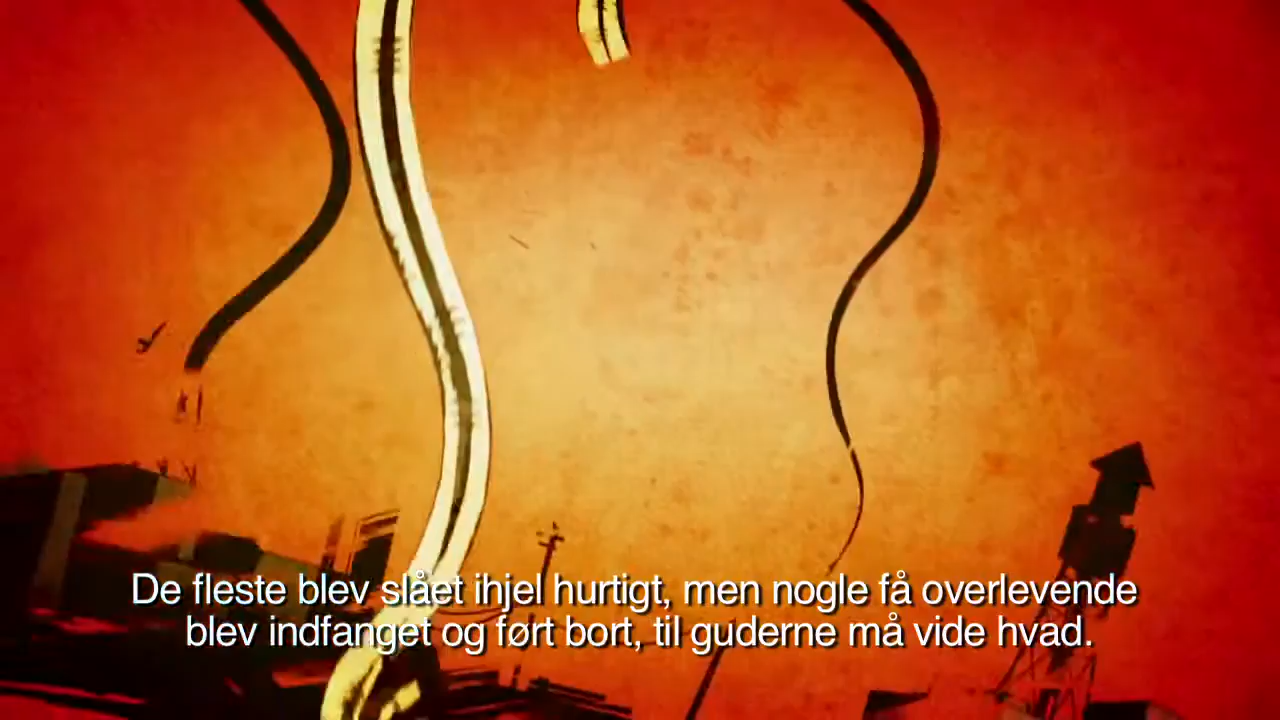 De fleste blev slået ihjel hurtigt, men nogle få overlevende
blev indfanget og ført bort, til guderne må vide hvad.